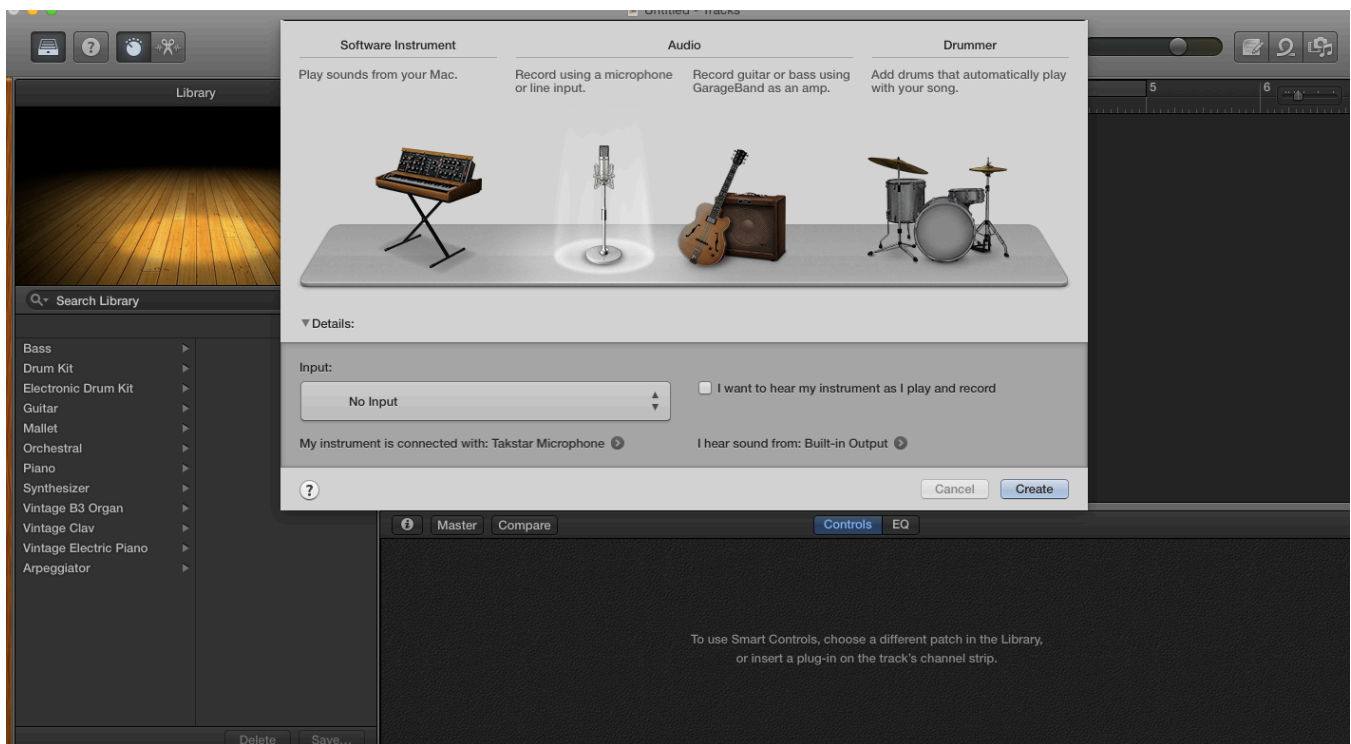 Untitled - Tracks
Software Instrument
Audio
Drummer
Play sounds from your Mac.
Record using a microphone
or line input.
Record guitar or bass using
GarageBand as an amp.
Add drums that automatically play
with your song.
Library
5
6
Search Library
Details:
Bass
Drum Kit
Electronic Drum Kit
Guitar
Mallet
Orchestral
Piano
Synthesizer
Vintage B3 Organ
Vintage Clav
Vintage Electric Piano
Arpeggiator
Input:
No Input
I want to hear my instrument as I play and record
My instrument is connected with: Takstar Microphone
I hear sound from: Built-in Output
?
Cancel
Create
Master
Compare
Controls
EQ
To use Smart Controls, choose a different patch in the Library,
or insert a plug-in on the track's channel strip.
Delete
Save...